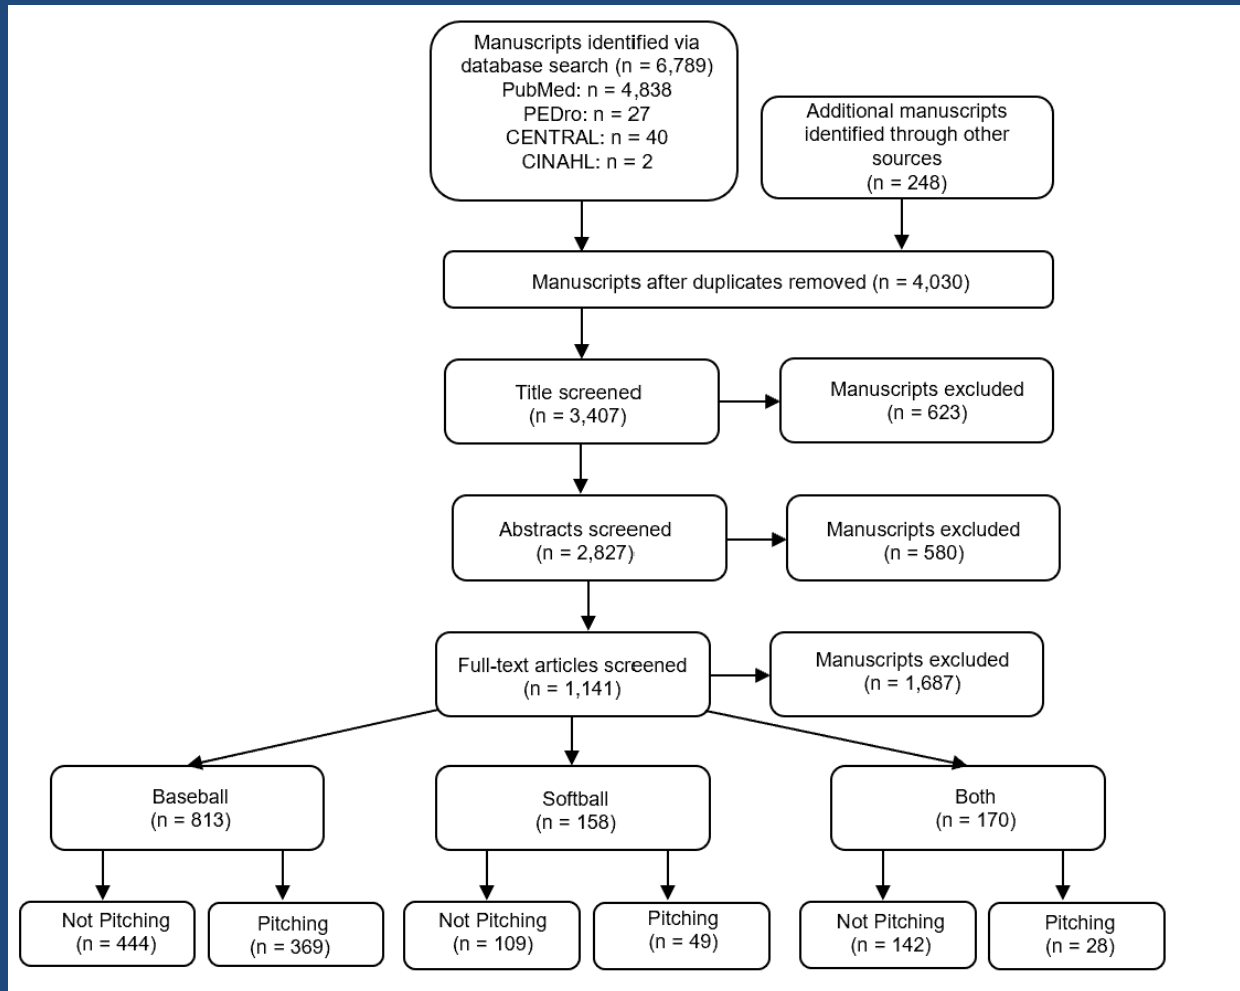 Manuscripts identified via
database search (n = 6,789)
PubMed: n = 4,838
PEDro: n = 27
CENTRAL: n = 40
CINAHL: n = 2
Additional manuscripts
identified through other
sources
(n = 248)
Manuscripts after duplicates removed (n = 4,030)
Title screened
(n = 3,407)
Manuscripts excluded
(n = 623)
Abstracts screened
(n = 2,827)
Manuscripts excluded
(n = 580)
Full-text articles screened
(n = 1,141)
Manuscripts excluded
(n = 1,687)
Baseball
(n = 813)
Softball
(n = 158)
Both
(n = 170)
Not Pitching
(n = 444)
Pitching
(n = 369)
Not Pitching
(n = 109)
Pitching
(n = 49)
Not Pitching
(n = 142)
Pitching
(n = 28)